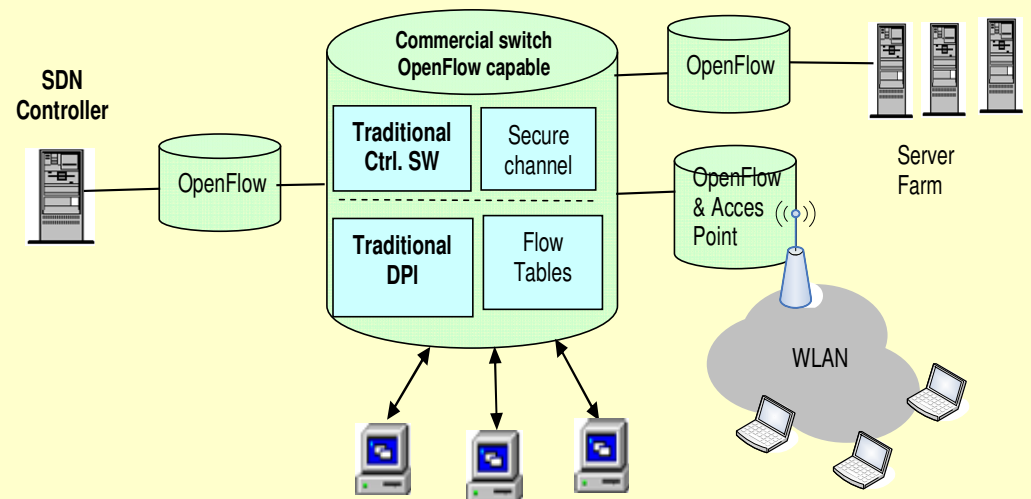 SDN
Controller
OpenFlow
Commercial switch
OpenFlow capable
Traditional
Ctrl. SW
Secure
channel
Traditional
DPI
Flow
Tables
OpenFlow
Server
Farm
OpenFlow
& Acces
Point
WLAN